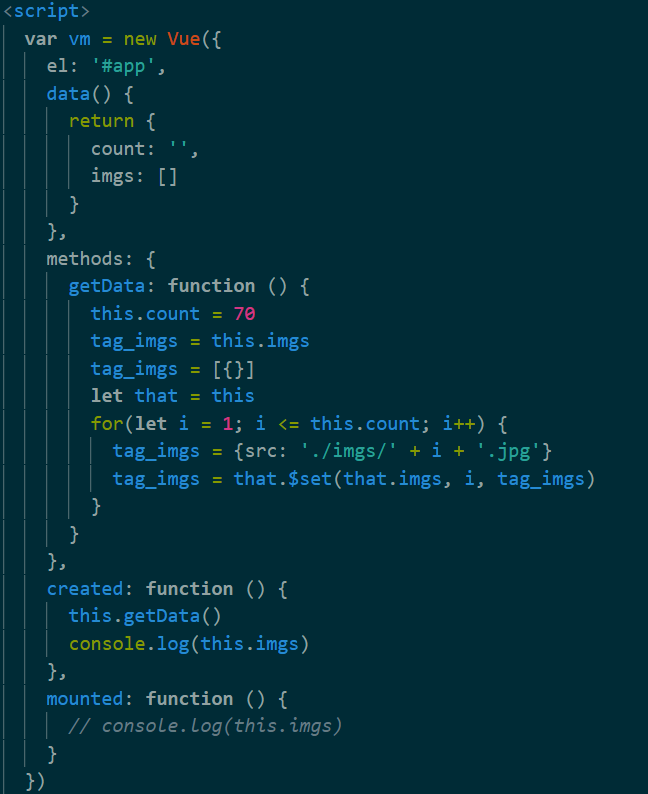 <script>
var vm = new Vue({
el: '#app',
data() {
return {
count: '',
imgs: []
}
},
methods: {
getData: function () {
this.count = 70
tag_imgs = this.imgs
tag_imgs = [{}]
let that = this
for(let i = 1; i <= this.count; i++) {
tag_imgs = {src: './imgs/' + i + '.jpg'}
tag_imgs = that.$set(that.imgs, i, tag_imgs)
}
}
},
created: function () {
this.getData()
console.log(this.imgs)
},
mounted: function () {
// console.log(this.imgs)
}
})